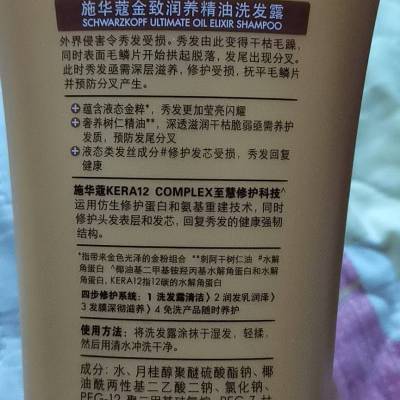 施华蔻金致润养精油洗发露
SCHWARZKOPF ULTIMATE OIL ELIXIR SHAMPOO
外界侵害令秀发受损。秀发由此变得干枯毛躁,
同时表面毛鳞片开始拱起脱落, 发尾出现分叉。
此时秀发亟需深层滋养, 修护受损, 抚平毛鳞片
并预防分叉产生。
蕴含液态金粹*, 秀发更加莹亮闪耀
奢养树仁精油**, 深透滋润干枯脆弱亟需养护
发质, 预防发尾分叉
液态类发丝成分#修护发芯受损, 秀发回复
健康
施华蔻KERA12 COMPLEX至慧修护科技^
运用仿生修护蛋白和氨基重建技术, 同时
修护头发表层和发芯, 回复秀发的健康强韧
结构。
*指带来金色光泽的金粉组合 **刺阿干树仁油 #水解
角蛋白 ^椰油基二甲基铵羟丙基水解角蛋白和水解
角蛋白, KERA12指12碳的水解角蛋白
四步修护系统: 1 洗发露清洁〉2 润发乳润泽〉
3 发膜深彻滋养〉4 免洗产品随时养护
使用方法: 将洗发露涂抹于湿发, 轻揉,
然后用清水冲洗干净。
成分: 水、月桂醇聚醚硫酸酯钠、椰
油酰两性基二乙酸二钠、氯化钠、